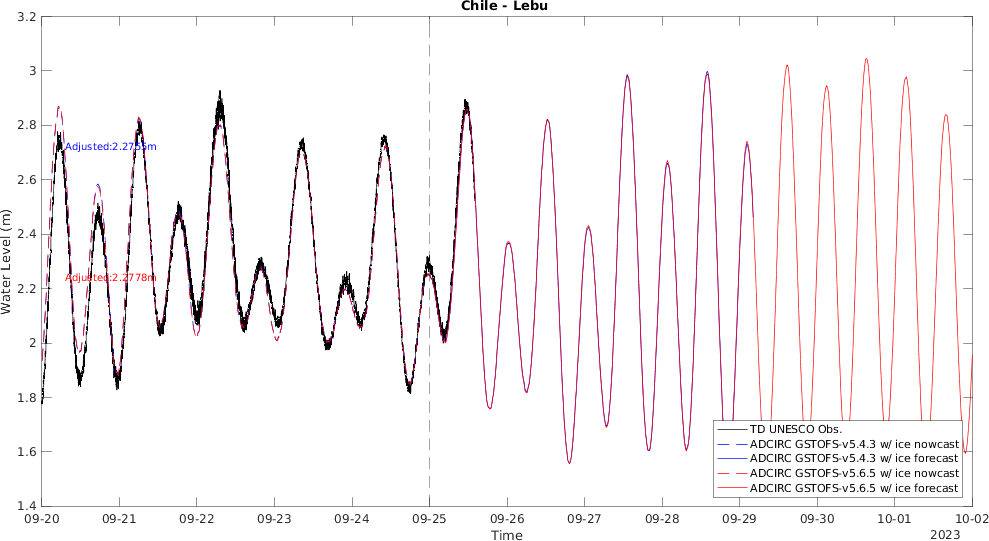 Chile - Lebu
3.2
3
2.8
2.6
2.4
2.2
2
1.8
1.6
1.4
Water Level (m)
Adjusted:2.2755m
Adjusted:2.2778m
TD UNESCO Obs.
ADCIRC GSTOFS-v5.4.3 w/ ice nowcast
ADCIRC GSTOFS-v5.4.3 w/ ice forecast
ADCIRC GSTOFS-v5.6.5 w/ ice nowcast
ADCIRC GSTOFS-v5.6.5 w/ ice forecast
09-20 09-21 09-22 09-23 09-24 09-25 09-26 09-27 09-28 09-29 09-30 10-01 10-02
Time
2023